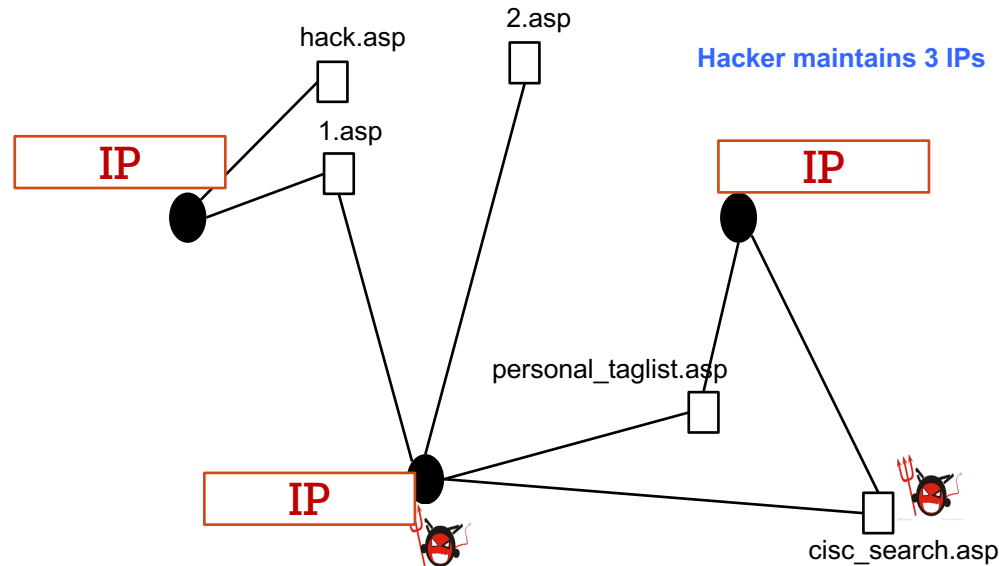 2.asp
hack.asp
Hacker maintains 3 IPs
1.asp
IP
IP
personal_taglist.asp
IP
cisc_search.asp